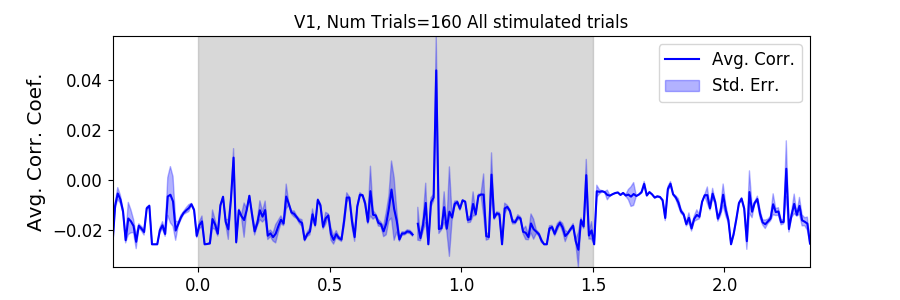 V1, Num Trials=160 All stimulated trials
Avg. Corr. Coef.
0.04
0.02
0.00
−0.02
Avg. Corr.
Std. Err.
0.0 0.5 1.0 1.5 2.0